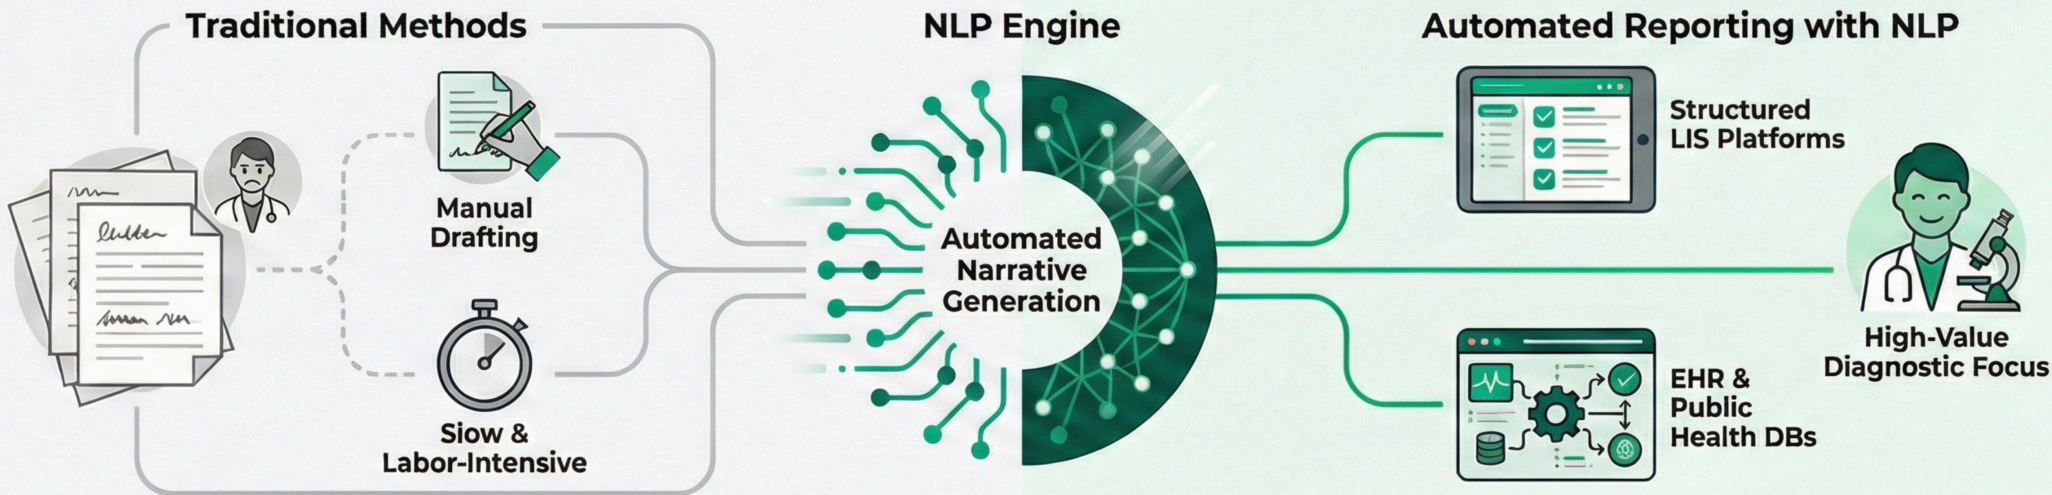 Traditional Methods
Manual
Drafting
Siow &
Labor-Intensive
NLP Engine
Automated
Narrative
Generation
Automated Reporting with NLP
Structured
LIS Platforms
High-Value
Diagnostic Focus
EHR &
Public
Health DBs